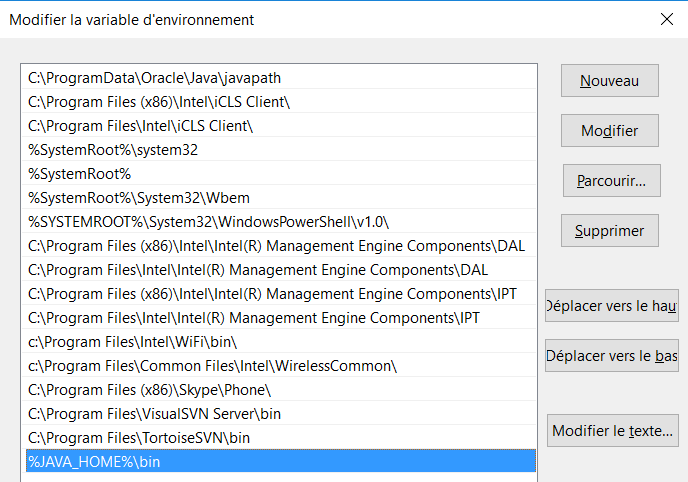 Modifier la variable d'environnement
C:\ProgramData\Oracle\Java\javapath
C:\Program Files (x86)\Intel\iCLS Client\
C:\Program Files\Intel\iCLS Client\
%SystemRoot%\system32
%SystemRoot%
%SystemRoot%\System32\Wbem
%SYSTEMROOT%\System32\WindowsPowerShell\v1.0\
C:\Program Files (x86)\Intel\Intel(R) Management Engine Components\DAL
C:\Program Files\Intel\Intel(R) Management Engine Components\DAL
C:\Program Files (x86)\Intel\Intel(R) Management Engine Components\IPT
C:\Program Files\Intel\Intel(R) Management Engine Components\IPT
c:\Program Files\Intel\WiFi\bin\
c:\Program Files\Common Files\Intel\WirelessCommon\
C:\Program Files (x86)\Skype\Phone\
C:\Program Files\VisualSVN Server\bin
C:\Program Files\TortoiseSVN\bin
%JAVA_HOME%\bin
Nouveau
Modifier
Parcourir...
Supprimer
Déplacer vers le hau
Déplacer vers le bas
Modifier le texte...